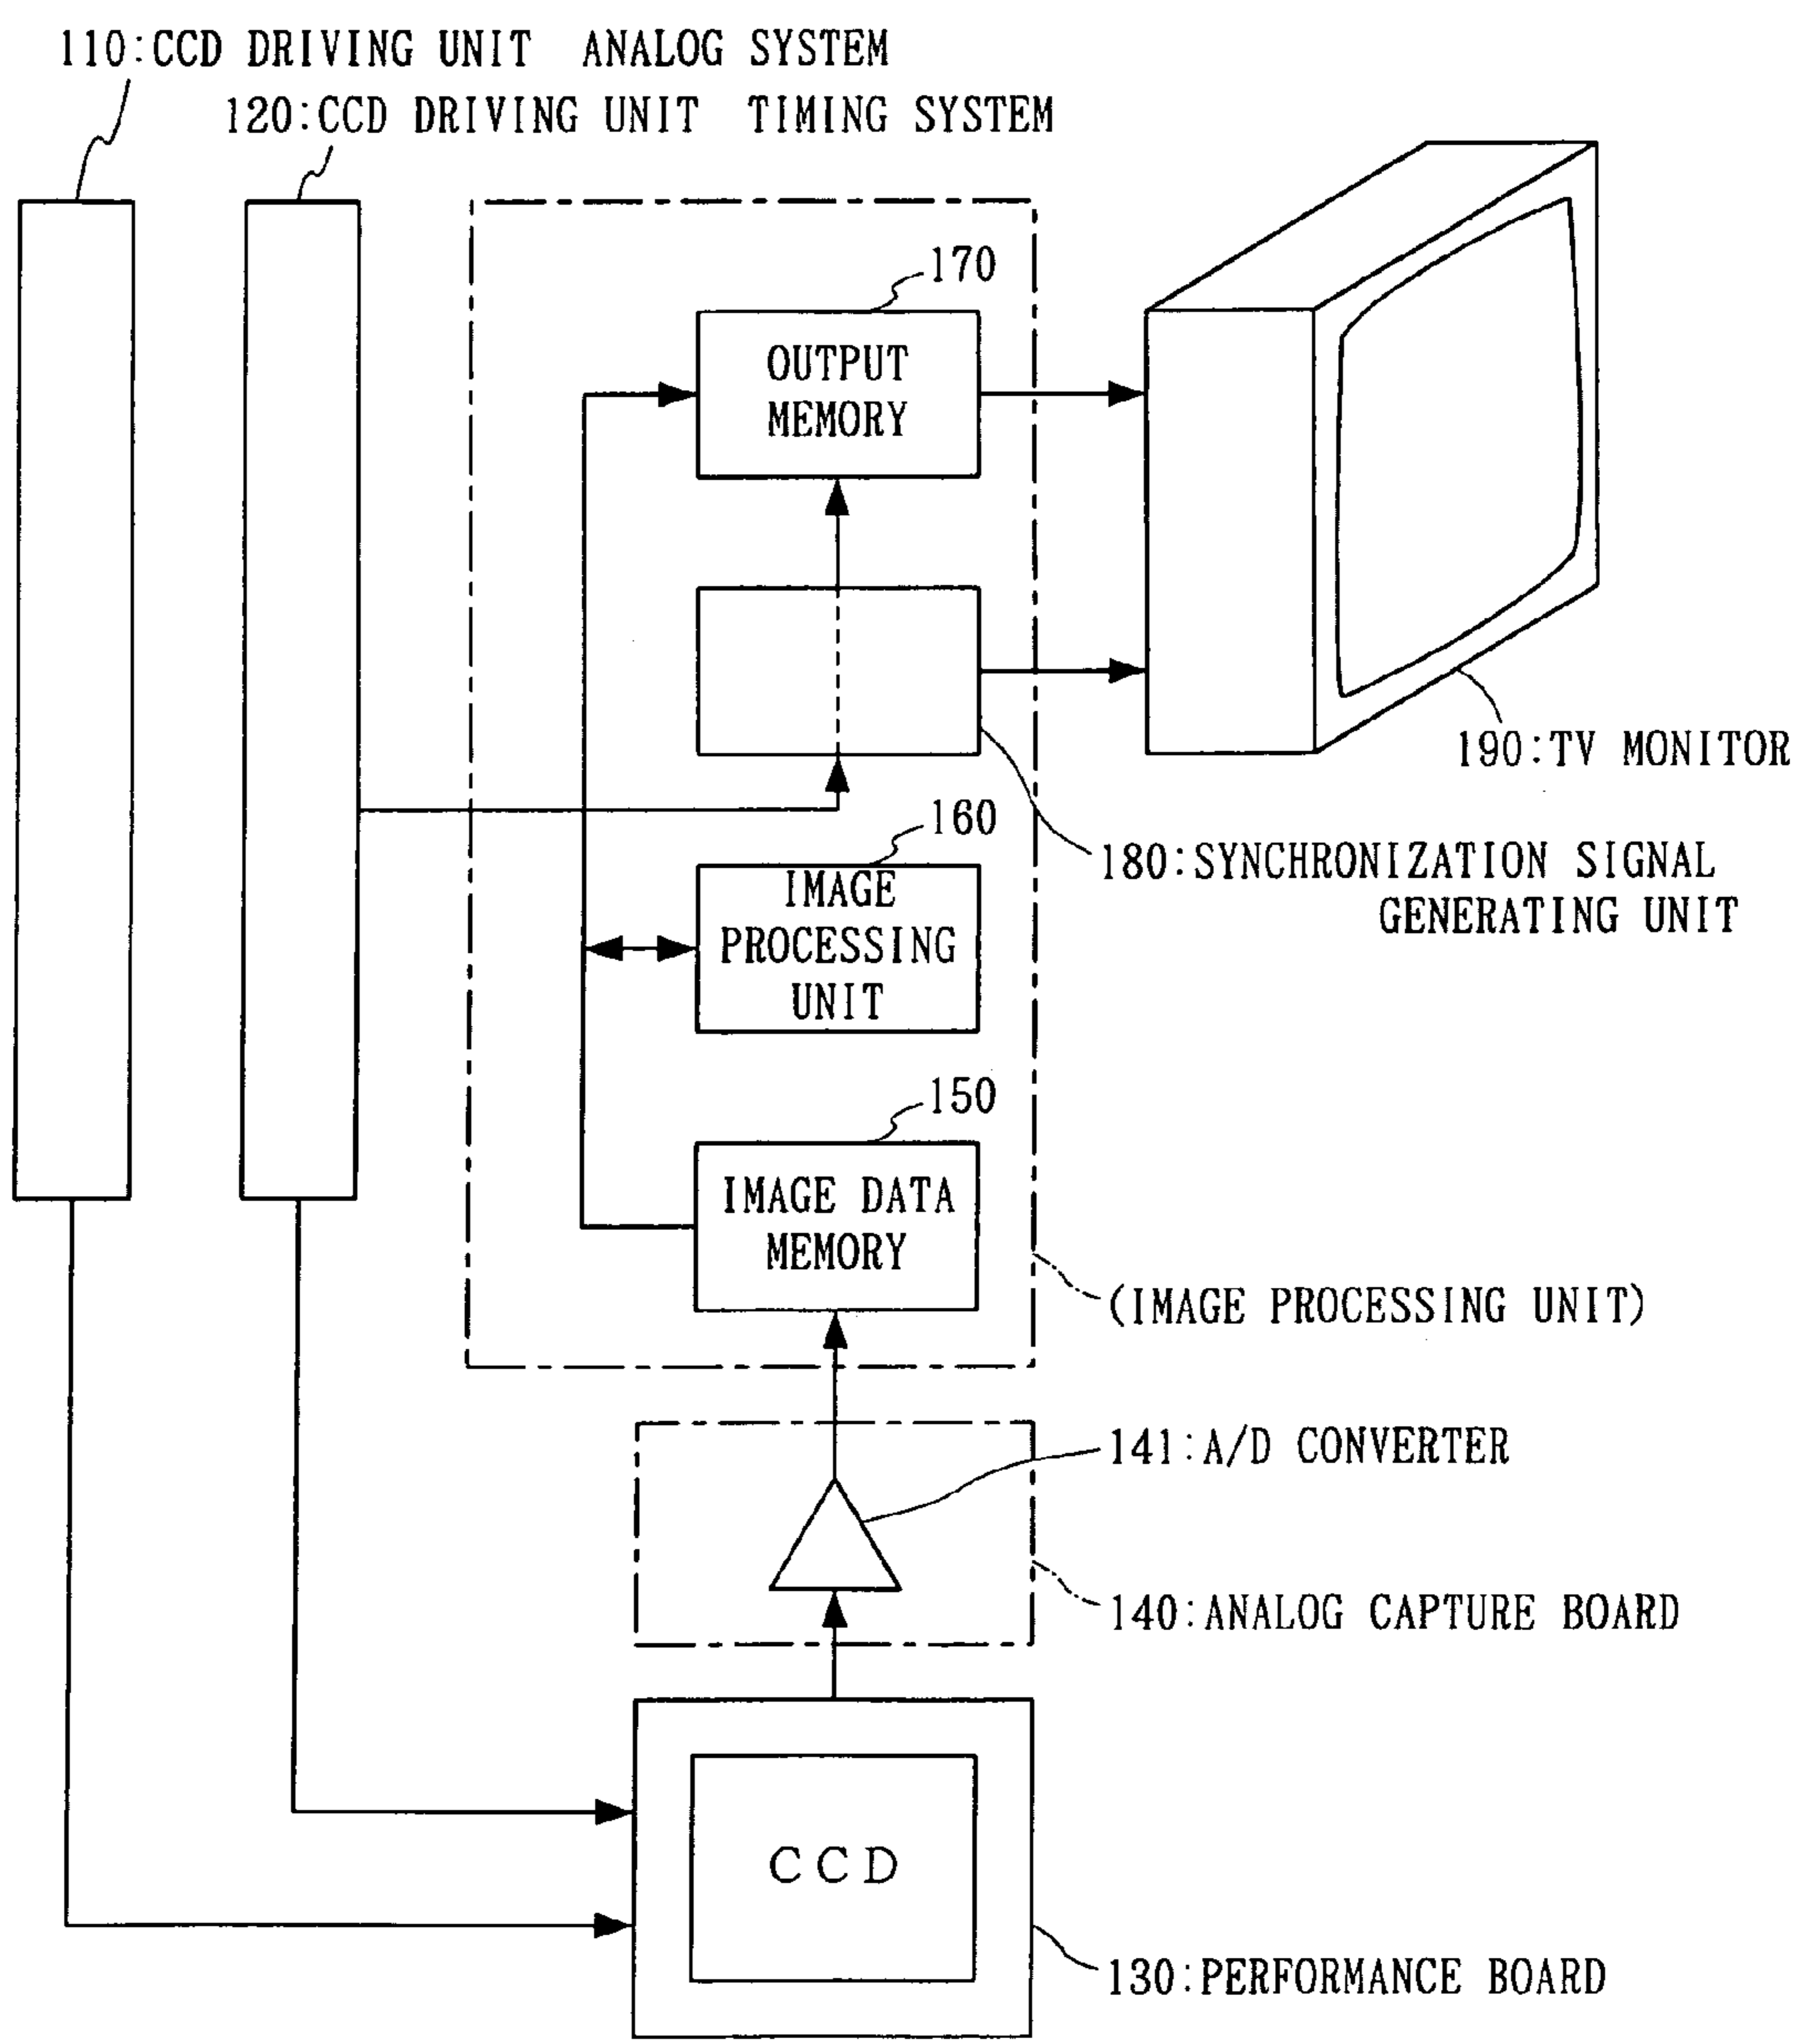 110:CCD DRIVING UNIT ANALOG SYSTEM
120:CCD DRIVING UNIT TIMING SYSTEM
170
OUTPUT
MEMORY
190:TV MONITOR
160
180:SYNCHRONIZATION SIGNAL
GENERATING UNIT
IMAGE
PROCESSING
UNIT
150
IMAGE DATA
MEMORY
(IMAGE PROCESSING UNIT)
141:A/D CONVERTER
140:ANALOG CAPTURE BOARD
CCD
130:PERFORMANCE BOARD